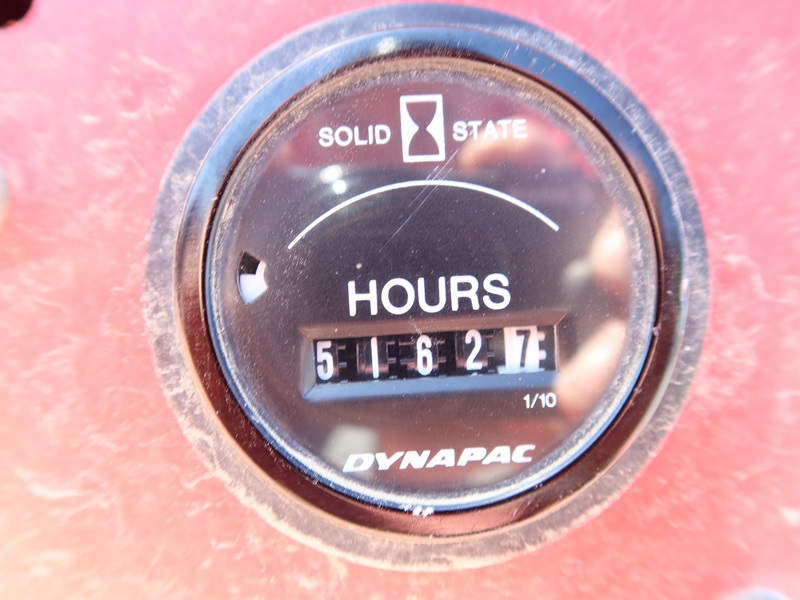 SOLID STATE
HOURS
51627
1/10
DYNAPAC